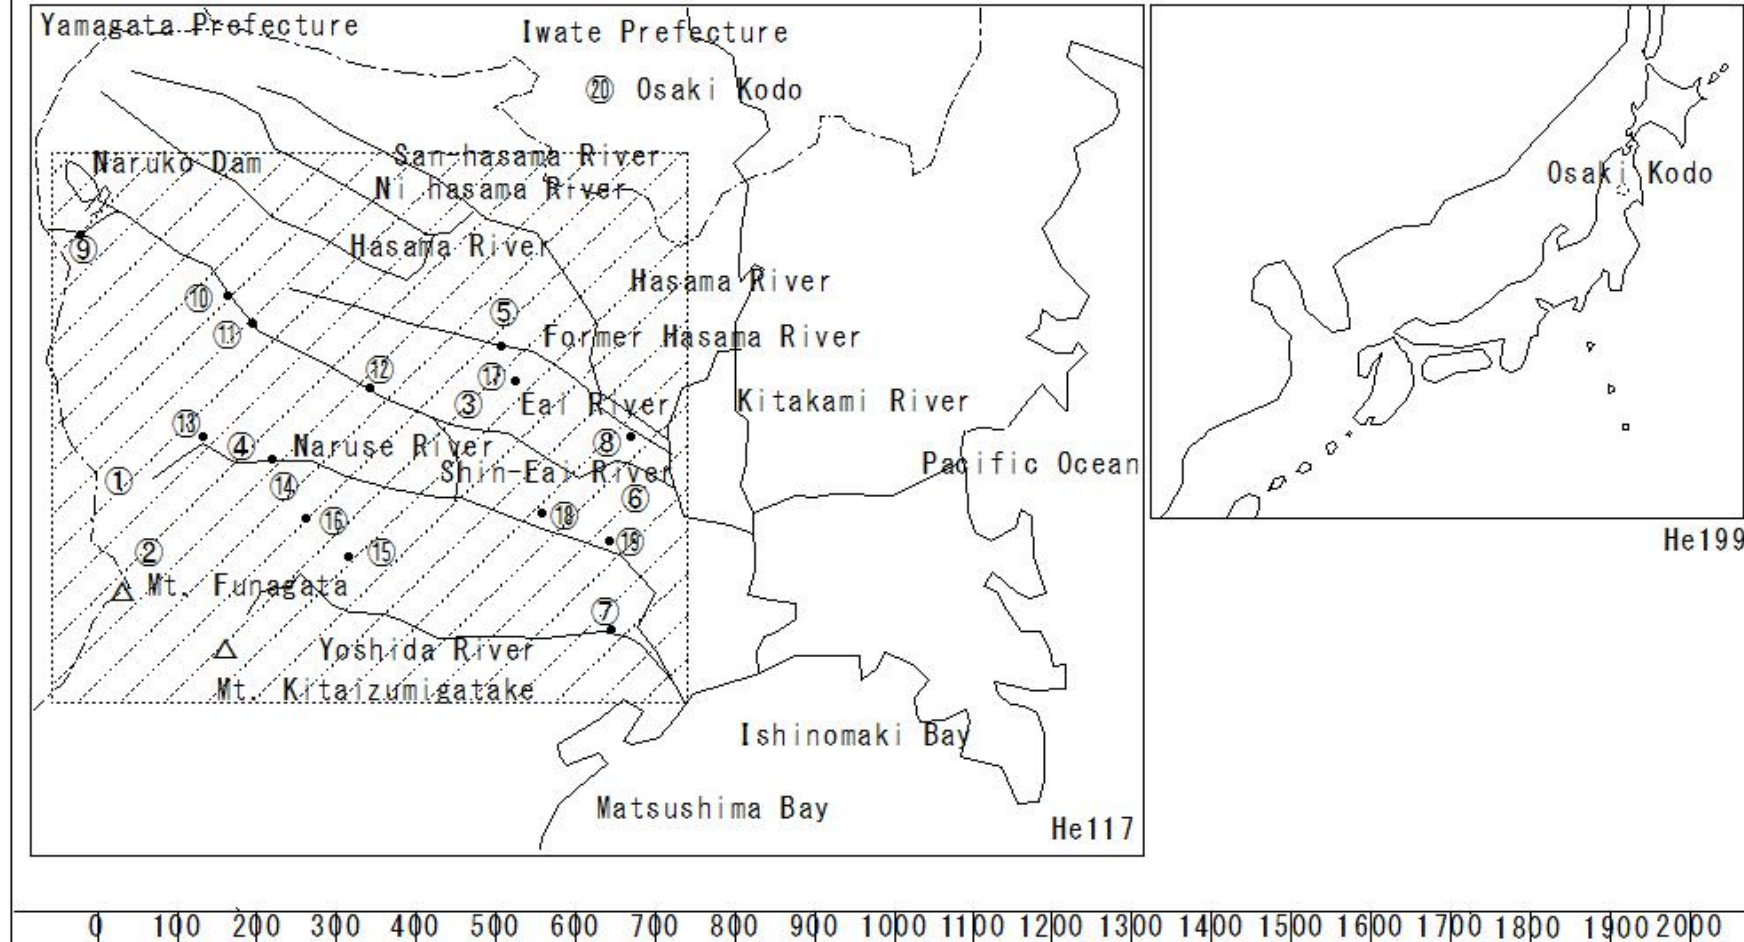 Yamagata Prefecture
Iwate Prefecture
⑳ Osaki Kodo
Naruko Dam
San-hasama River
Ni hasama River
⑨
Hasama River
Hasama River
⑩
⑤
⑪
Former Hasama River
⑫
⑰
③
Eai River
Kitakami River
⑬
④
Naruse River
⑧
Shin-Eai River
Pacific Ocean
①
⑭
⑥
⑯
⑱
⑲
②
⑮
Mt. Funagata
⑦
Yoshida River
Mt. Kitaizumigatake
Ishinomaki Bay
Matsushima Bay
He117
Osaki Kodo
He199
0 100 200 300 400 500 600 700 800 900 1000 1100 1200 1300 1400 1500 1600 1700 1800 1900 2000